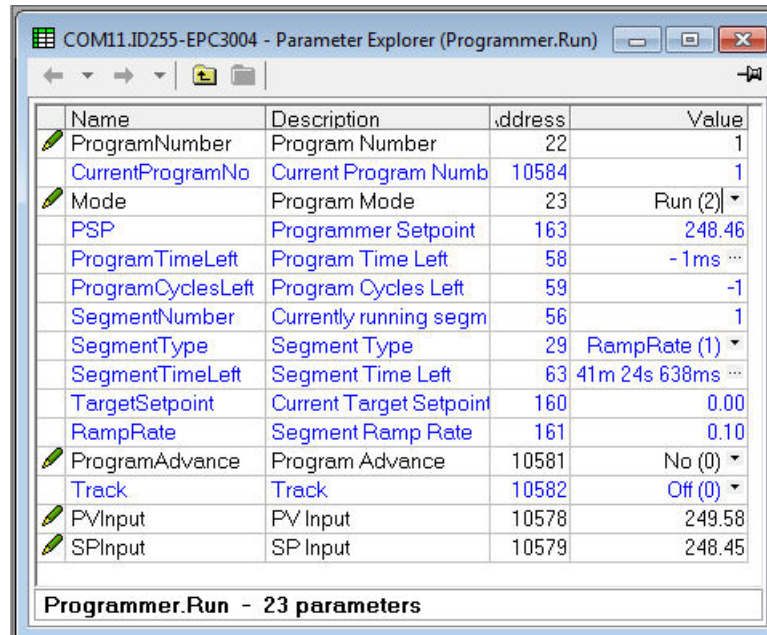 COM11.ID255-EPC3004 - Parameter Explorer (Programmer.Run)
Name Description ddress Value
ProgramNumber Program Number 22 1
CurrentProgramNo Current Program Numb 10584 1
Mode Program Mode 23 Run (2)
PSP Programmer Setpoint 163 248.46
ProgramTimeLeft Program Time Left 58 -1ms ...
ProgramCyclesLeft Program Cycles Left 59 -1
SegmentNumber Currently running segm 56 1
SegmentType Segment Type 29 RampRate (1)
SegmentTimeLeft Segment Time Left 63 41m 24s 638ms ...
TargetSetpoint Current Target Setpoint 160 0.00
RampRate Segment Ramp Rate 161 0.10
ProgramAdvance Program Advance 10581 No (0)
Track Track 10582 Off (0)
PVInput PV Input 10578 249.58
SPInput SP Input 10579 248.45
Programmer.Run - 23 parameters